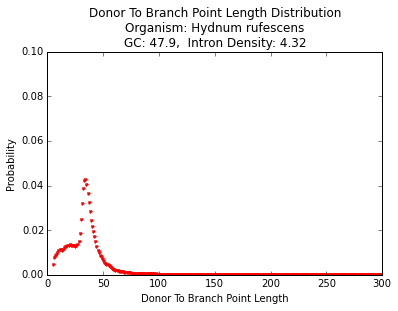 Donor To Branch Point Length Distribution
Organism: Hydnum rufescens
GC: 47.9,  Intron Density: 4.32
0.10
0.08
0.06
0.04
0.02
0.00
Probability
0 50 100 150 200 250 300
Donor To Branch Point Length